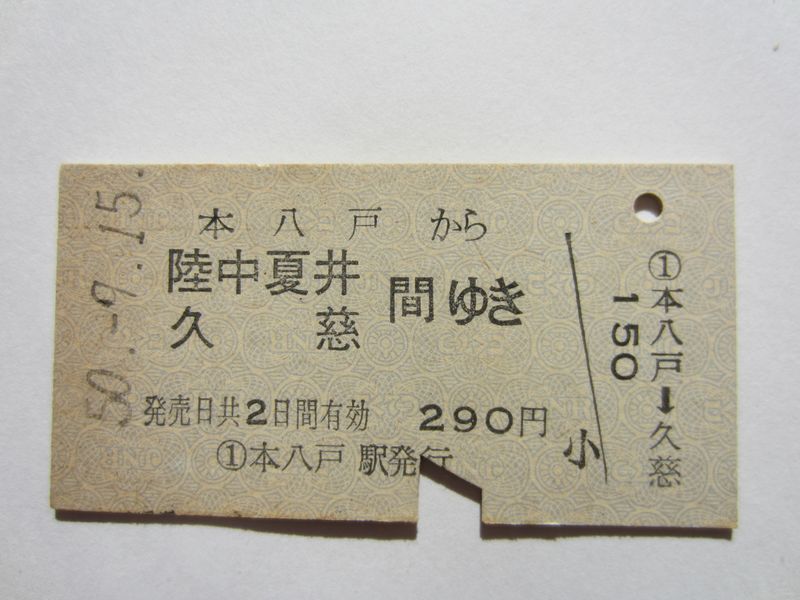 50.-9.15.
本八戸から
陸中夏井
久慈
間ゆき
発売日共2日間有効 290円
①本八戸駅発行
小
①本八戸➡久慈
150